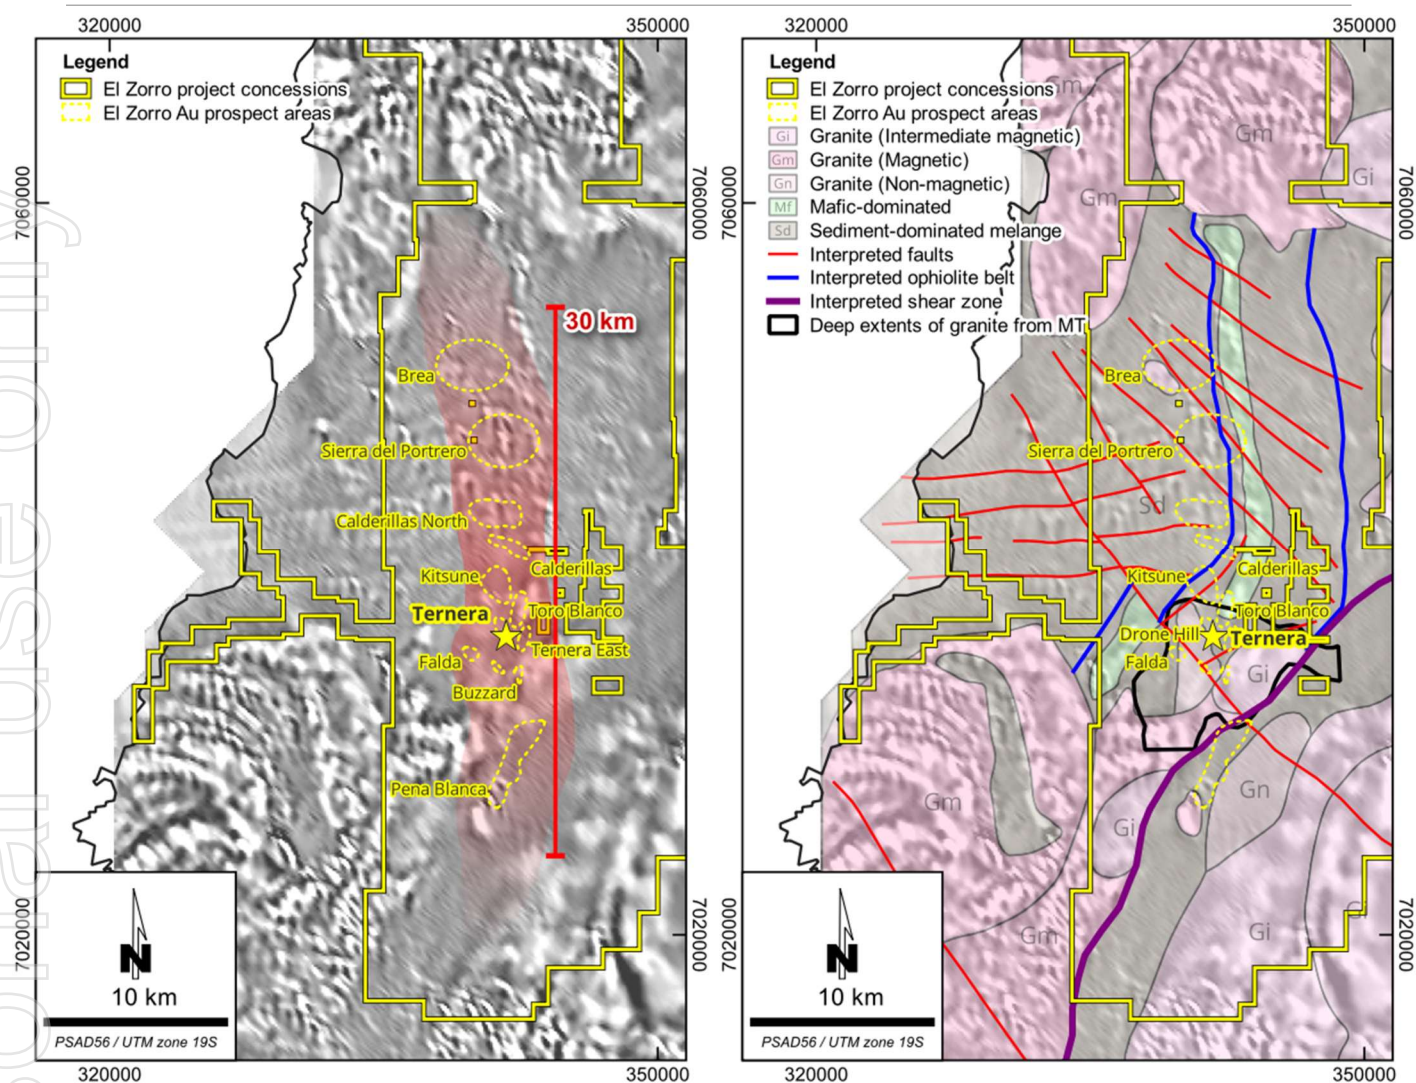 320000
350000
Legend
El Zorro project concessions
El Zorro Au prospect areas
7060000
7060000
30 km
Brea
Sierra del Portrero
Calderillas North
Calderillas
Kitsune
Toro Blanco
Ternera
Ternera East
Falda
Buzzard
Pena Blanca
7020000
7020000
N
10 km
PSAD56 / UTM zone 19S
320000
350000
320000
350000
Legend
El Zorro project concessions
El Zorro Au prospect areas
Gi Granite (Intermediate magnetic)
Gm Granite (Magnetic)
Gn Granite (Non-magnetic)
Mf Mafic-dominated
Sd Sediment-dominated melange
Interpreted faults
Interpreted ophiolite belt
Interpreted shear zone
Deep extents of granite from MT
Gm
Gm
Gi
Gm
7060000
7060000
Brea
Sierra del Portrero
Sd
Calderillas
Kitsune
Toro Blanco
Drone Hill
Ternera
Falda
Gi
Gn
Gm
Gi
Gi
Gi
Gm
7020000
7020000
N
10 km
PSAD56 / UTM zone 19S
320000
350000
sonal use only